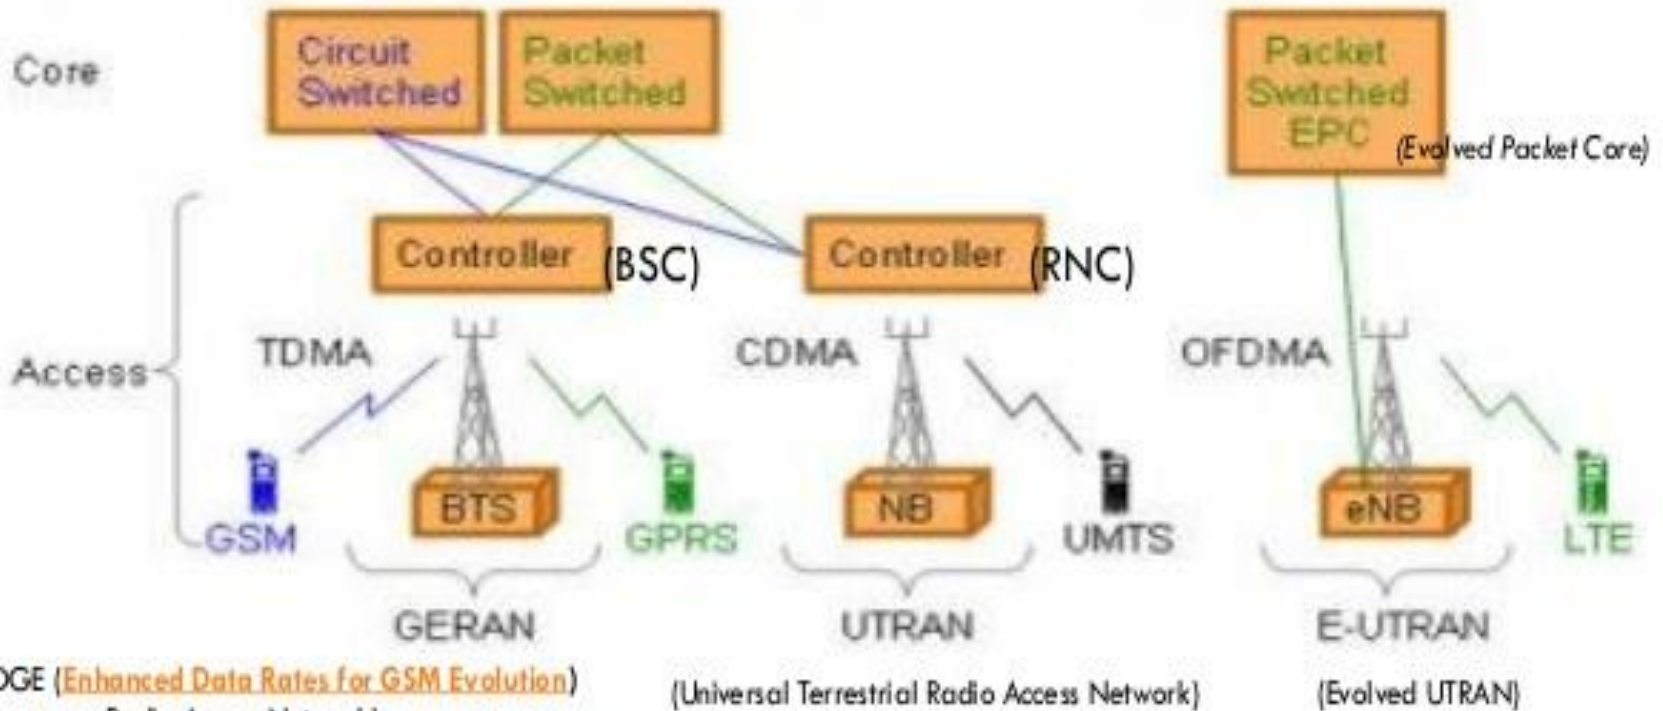 Core
Circuit
Switched
Packet
Switched
Packet
Switched
EPC
(Evolved Packet Core)
Controller
(BSC)
Controller
(RNC)
Access
TDMA
CDMA
OFDMA
GSM
BTS
GPRS
NB
UMTS
eNB
LTE
GERAN
UTRAN
E-UTRAN
DGE (Enhanced Data Rates for GSM Evolution)
(Universal Terrestrial Radio Access Network)
(Evolved UTRAN)